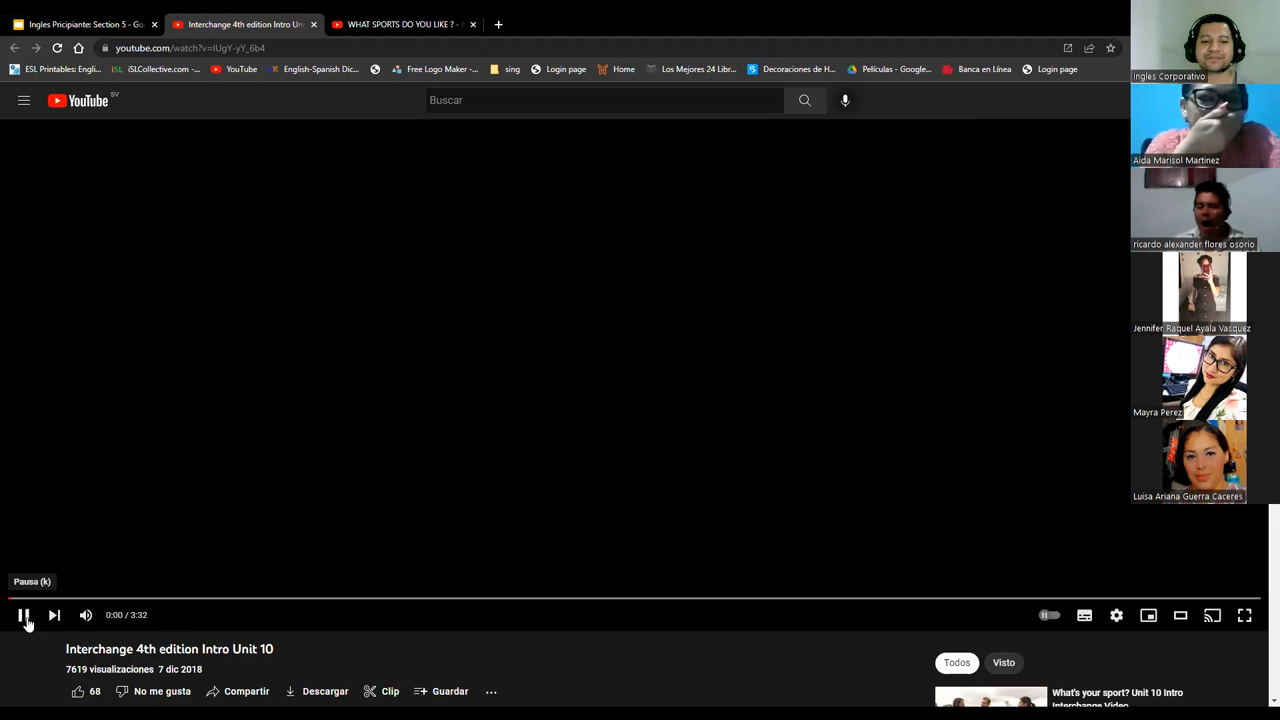 Ingles Pricipiante: Section 5 - Go
Interchange 4th edition Intro Uni
WHAT SPORTS DO YOU LIKE ? -
youtube.com/watch?v=IUgY-yY_6b4
ESL Printables: Engli...
iSL
iSLCollective.com -...
YouTube
English-Spanish Dic...
Free Logo Maker -...
sing
Login page
Home
Los Mejores 24 Libr...
Decoraciones de H...
Películas - Google...
Banca en Línea
Login page
YouTube SV
Buscar
Ingles Corporativo
Aida Marisol Martinez
ricardo alexander flores osorio
Jennifer Raquel Ayala Vasquez
Mayra Perez
Luisa Ariana Guerra Caceres
Pausa (k)
0:00 / 3:32
Interchange 4th edition Intro Unit 10
7619 visualizaciones 7 dic 2018
68
No me gusta
Compartir
Descargar
Clip
Guardar
Todos
Visto
What's your sport? Unit 10 Intro
Interchange Video